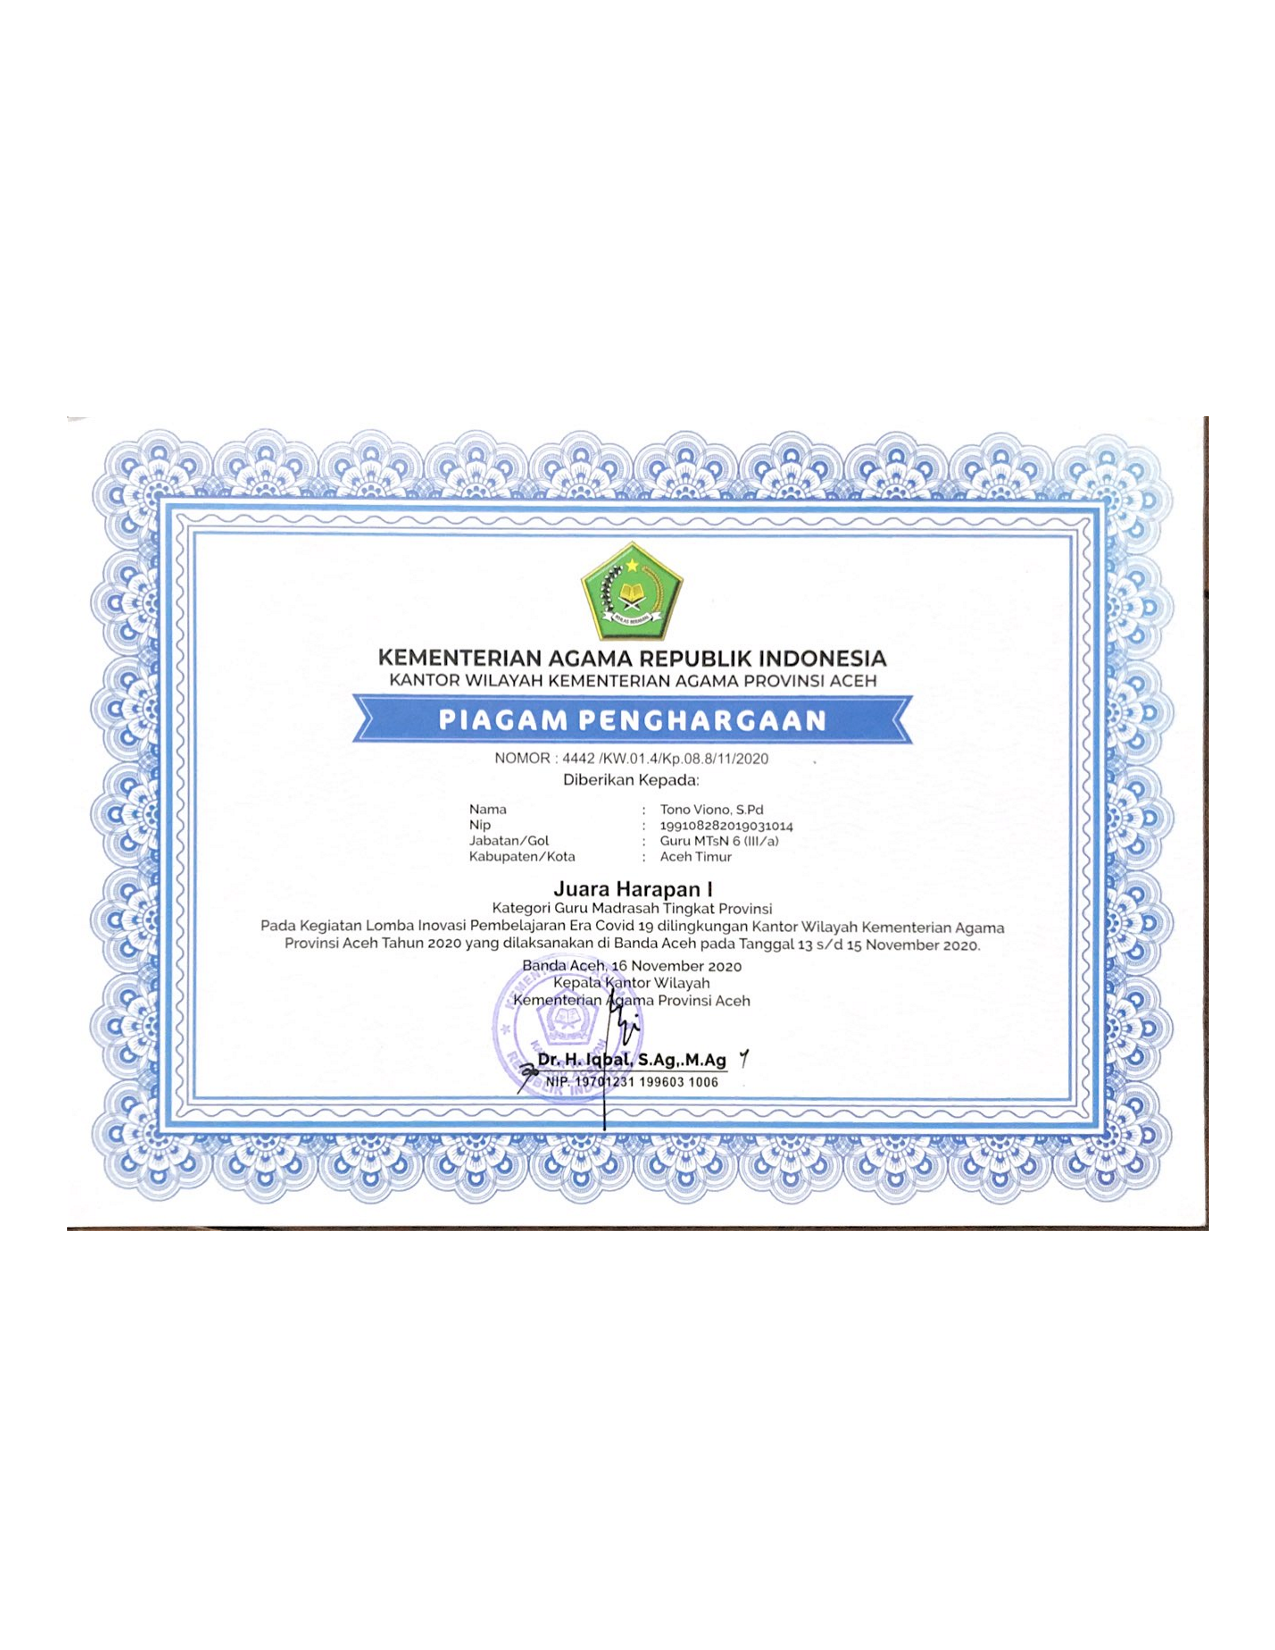 IKHLAS BERAMAL
KEMENTERIAN AGAMA REPUBLIK INDONESIA
KANTOR WILAYAH KEMENTERIAN AGAMA PROVINSI ACEH
PIAGAM PENGHARGAAN
NOMOR : 4442 /KW.01.4/Kp.08.8/11/2020
Diberikan Kepada:
Nama : Tono Viono, S.Pd
Nip : 199108282019031014
Jabatan/Gol : Guru MTsN 6 (III/a)
Kabupaten/Kota : Aceh Timur
Juara Harapan I
Kategori Guru Madrasah Tingkat Provinsi
Pada Kegiatan Lomba Inovasi Pembelajaran Era Covid 19 dilingkungan Kantor Wilayah Kementerian Agama
Provinsi Aceh Tahun 2020 yang dilaksanakan di Banda Aceh pada Tanggal 13 s/d 15 November 2020.
Banda Aceh, 16 November 2020
Kepala Kantor Wilayah
Kementerian Agama Provinsi Aceh
Dr. H. Iqbal, S.Ag,.M.Ag
NIP. 19701231 199603 1006